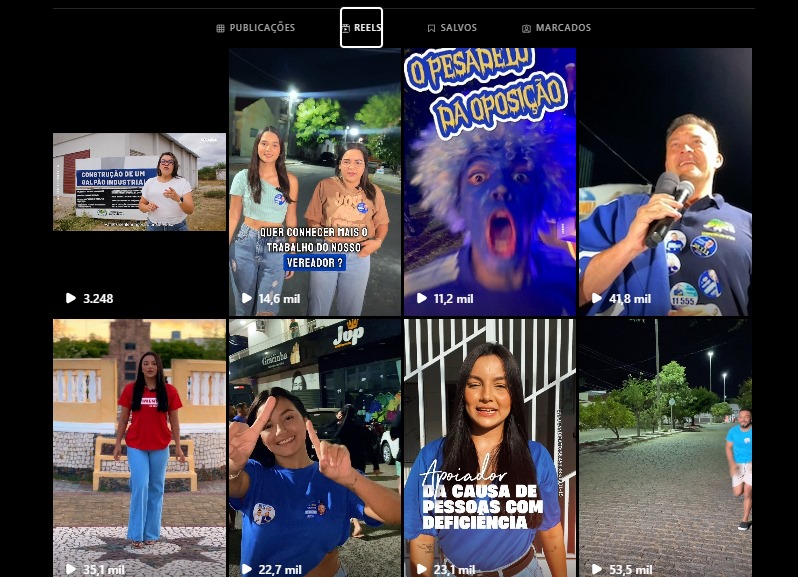 PUBLICAÇÕES
REELS
SALVOS
MARCADOS
CONSTRUÇÃO DE UM
GALPÃO INDUSTRIAL
3.248
QUER CONHECER MAIS O
TRABALHO DO NOSSO
VEREADOR ?
14,6 mil
O PESADELO
DA OPOSIÇÃO
11,2 mil
11555
41,8 mil
35,1 mil
Jup
Gracinha
22,7 mil
Apoiador
DA CAUSA DE
PESSOAS COM
DEFICIÊNCIA
23,1 mil
53,5 mil